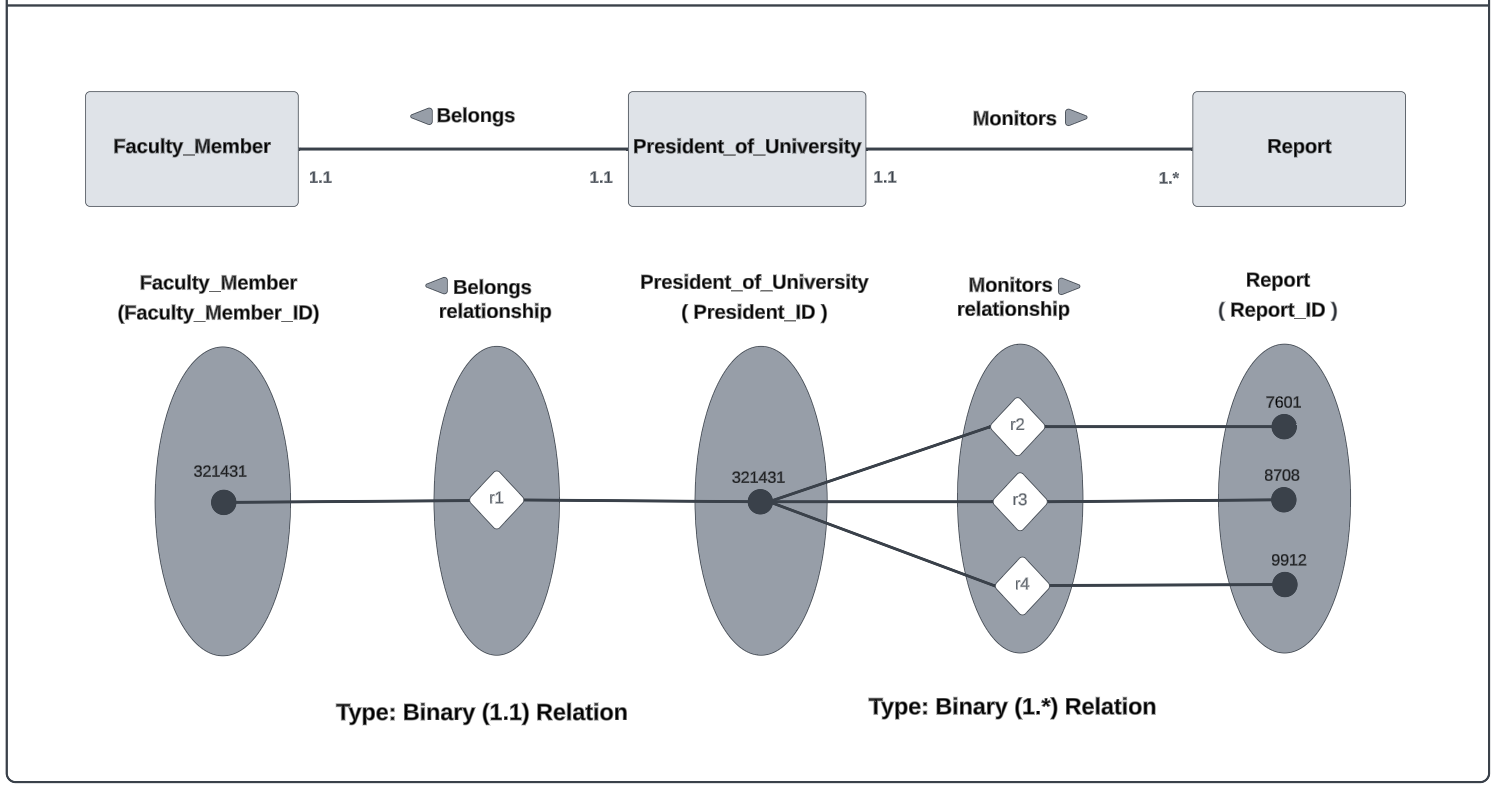 Belongs
Monitors
Faculty_Member
President_of_University
Report
1.1
1.1
1.1
1.*
Faculty_Member
(Faculty_Member_ID)
Belongs
relationship
President_of_University
( President_ID )
Monitors
relationship
Report
( Report_ID )
321431
r1
321431
r2
r3
r4
7601
8708
9912
Type: Binary (1.1) Relation
Type: Binary (1.*) Relation